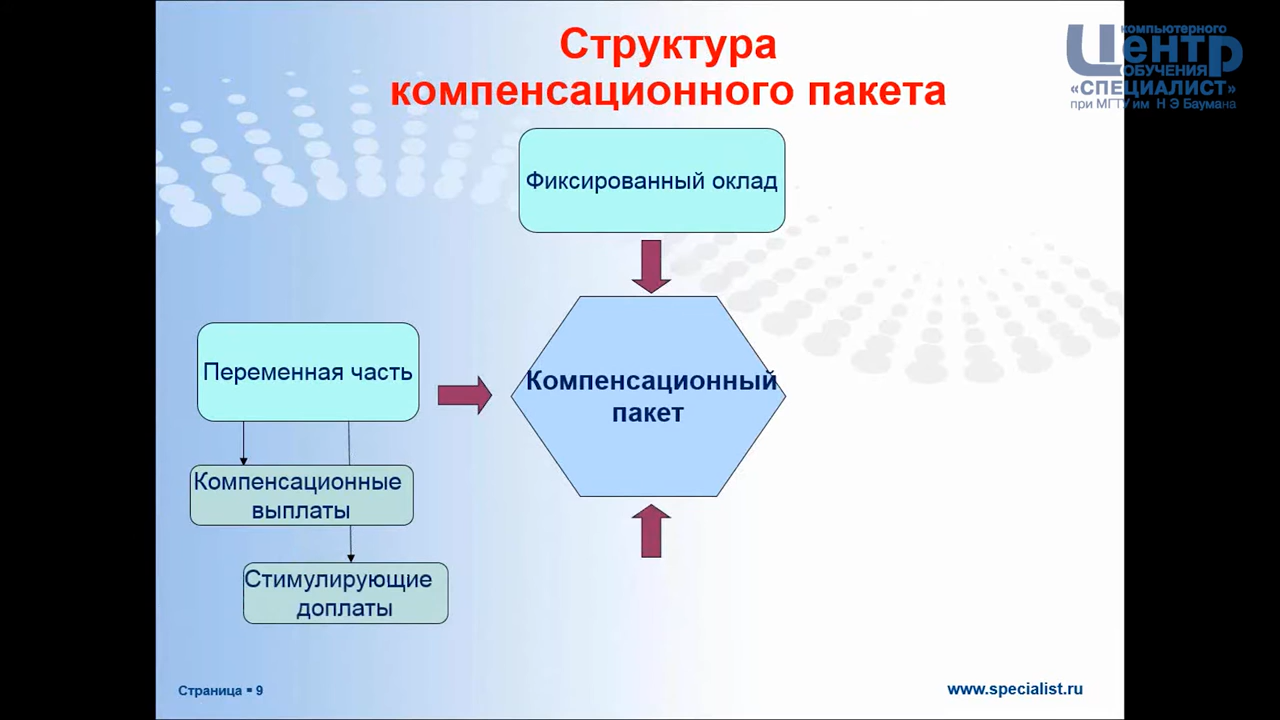 Структура
компенсационного пакета
компьютерного
Центр
ОБУЧЕНИЯ
«СПЕЦИАЛИСТ»
при МГТУ им Н Э Баумана
Фиксированный оклад
Переменная часть
Компенсационный
пакет
Компенсационные
выплаты
Стимулирующие
доплаты
Страница ▪ 9
www.specialist.ru